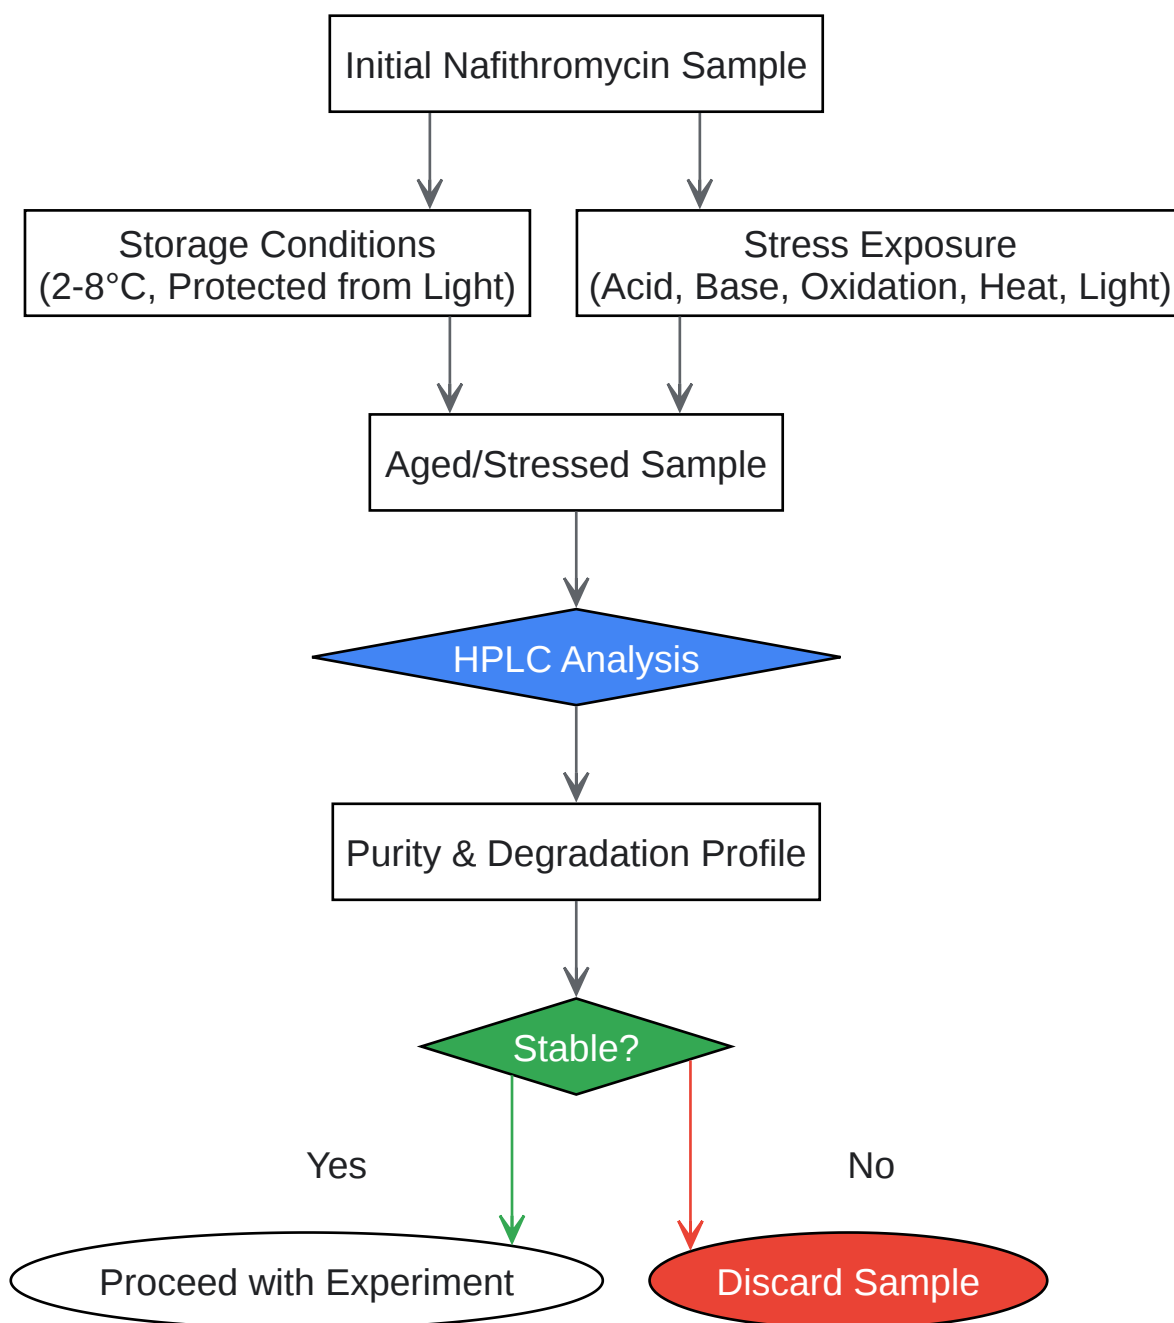 Initial Nafithromycin Sample
Storage Conditions
(2-8°C, Protected from Light)
Stress Exposure
(Acid, Base, Oxidation, Heat, Light)
Aged/Stressed Sample
HPLC Analysis
Purity & Degradation Profile
Stable?
Yes
No
Proceed with Experiment
Discard Sample